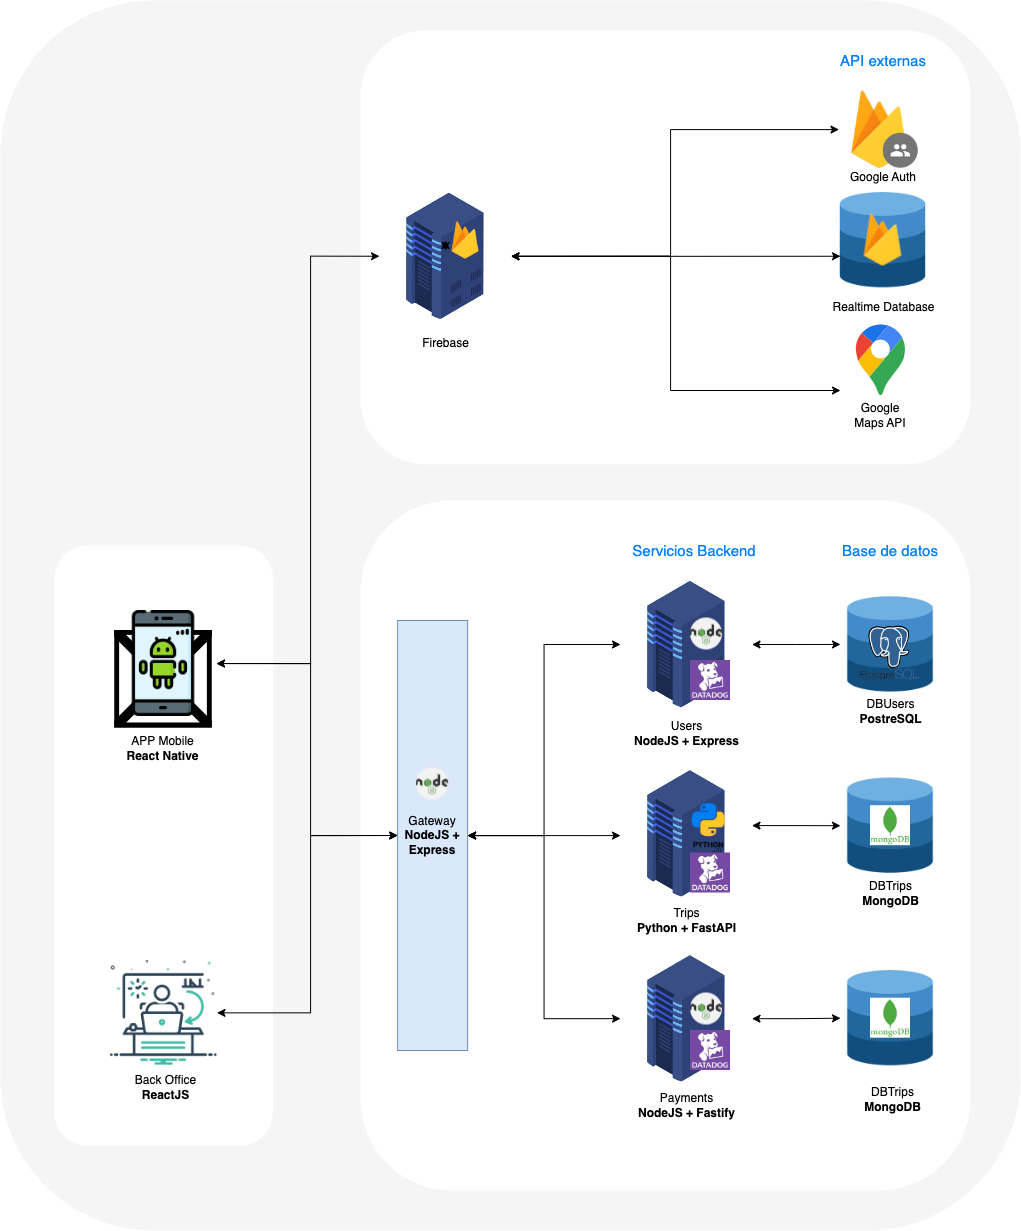 API externas
Google Auth
Realtime Database
Google
Maps API
Firebase
APP Mobile
React Native
Back Office
ReactJS
node
Gateway
NodeJS +
Express
Servicios Backend
Base de datos
node
DATADOG
Users
NodeJS + Express
PostgreSQL
DBUsers
PostreSQL
PYTHON
DATADOG
Trips
Python + FastAPI
mongoDB
DBTrips
MongoDB
node
DATADOG
Payments
NodeJS + Fastify
mongoDB
DBTrips
MongoDB